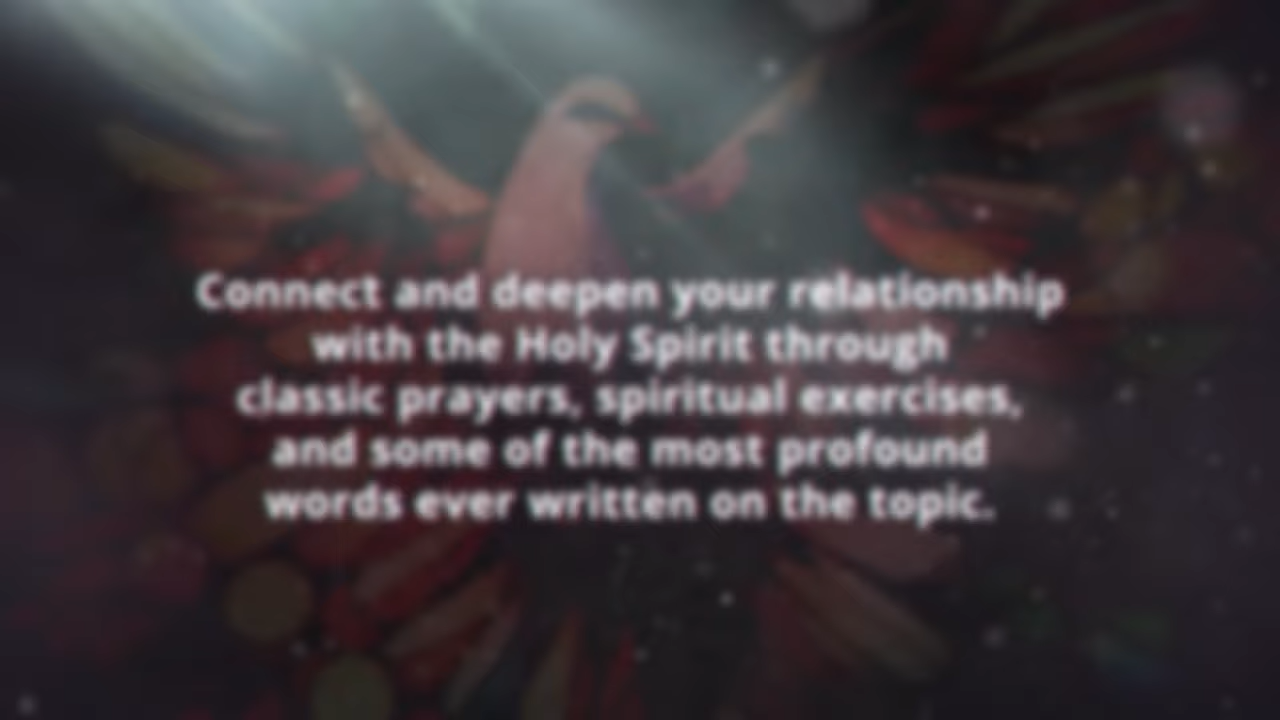 Connect and deepen your relationship
with the Holy Spirit through
classic prayers, spiritual exercises,
and some of the most profound
words ever written on the topic.